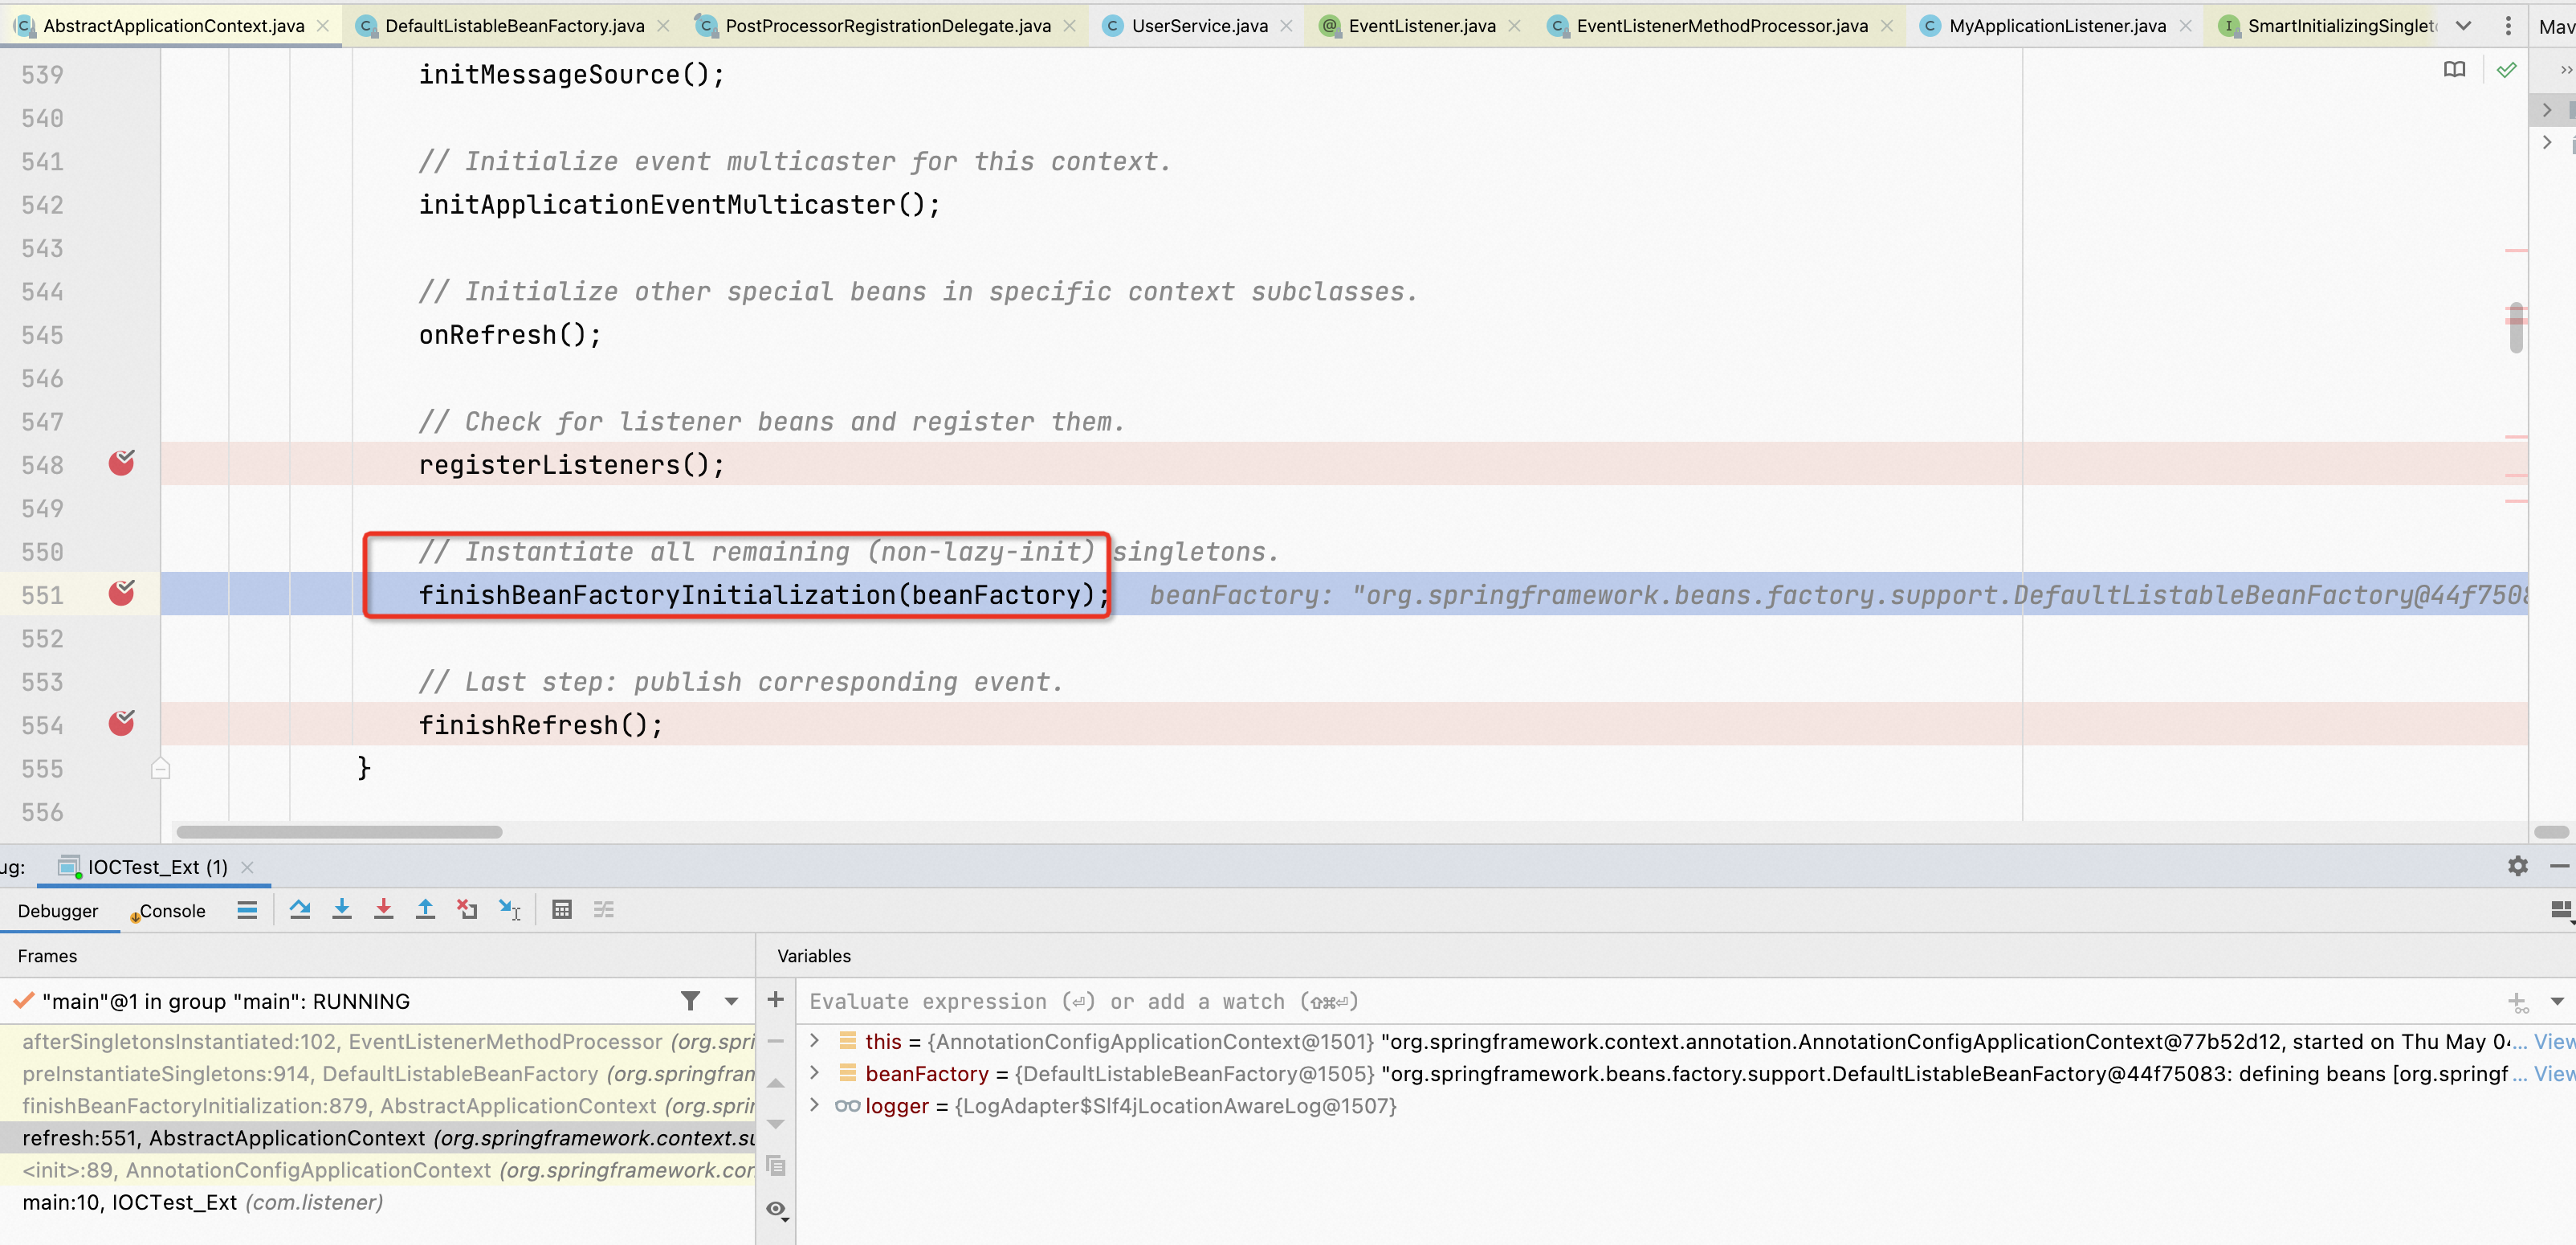 AbstractApplicationContext.java DefaultListableBeanFactory.java PostProcessorRegistrationDelegate.java UserService.java EventListener.java EventListenerMethodProcessor.java MyApplicationListener.java SmartInitializingSinglet Mav
539 initMessageSource();
540
541 // Initialize event multicaster for this context.
542 initApplicationEventMulticaster();
543
544 // Initialize other special beans in specific context subclasses.
545 onRefresh();
546
547 // Check for listener beans and register them.
548 registerListeners();
549
550 // Instantiate all remaining (non-lazy-init) singletons.
551 finishBeanFactoryInitialization(beanFactory); beanFactory: "org.springframework.beans.factory.support.DefaultListableBeanFactory@44f7508
552
553 // Last step: publish corresponding event.
554 finishRefresh();
555 }
556
ug: IOCTest_Ext (1)
Debugger Console
Frames Variables
"main"@1 in group "main": RUNNING Evaluate expression (⏎) or add a watch (⇧⌘⏎)
afterSingletonsInstantiated:102, EventListenerMethodProcessor (org.spri
preInstantiateSingletons:914, DefaultListableBeanFactory (org.springfran
finishBeanFactoryInitialization:879, AbstractApplicationContext (org.sprin
refresh:551, AbstractApplicationContext (org.springframework.context.su
<init>:89, AnnotationConfigApplicationContext (org.springframework.cor
main:10, IOCTest_Ext (com.listener)
this = {AnnotationConfigApplicationContext@1501} "org.springframework.context.annotation.AnnotationConfigApplicationContext@77b52d12, started on Thu May 04... View
beanFactory = {DefaultListableBeanFactory@1505} "org.springframework.beans.factory.support.DefaultListableBeanFactory@44f75083: defining beans [org.springf... View
logger = {LogAdapter$Slf4jLocationAwareLog@1507}